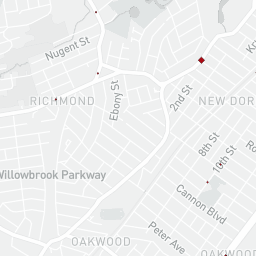 Nugent St
Ebony St
RICHMOND
2nd St
NEW DOR
8th St
10th St
Willowbrook Parkway
Cannon Blvd
OAKWOOD
Peter Ave
OAKWO